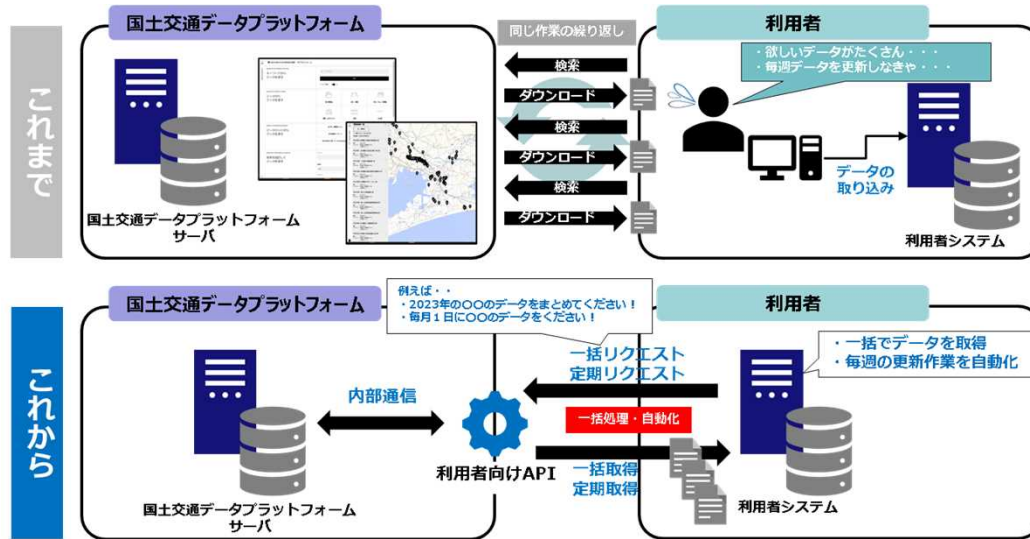 これまで
国土交通データプラットフォーム
同じ作業の繰り返し
利用者
・欲しいデータがたくさん・・・
・毎週データを更新しなきゃ・・・
検索
ダウンロード
検索
ダウンロード
検索
ダウンロード
データの
取り込み
国土交通データプラットフォーム
サーバ
利用者システム
これから
国土交通データプラットフォーム
例えば・・
・2023年の〇〇のデータをまとめてください！
・毎月１日に〇〇のデータをください！
利用者
・一括でデータを取得
・毎週の更新作業を自動化
一括リクエスト
定期リクエスト
内部通信
一括処理・自動化
利用者向けAPI
一括取得
定期取得
国土交通データプラットフォーム
サーバ
利用者システム